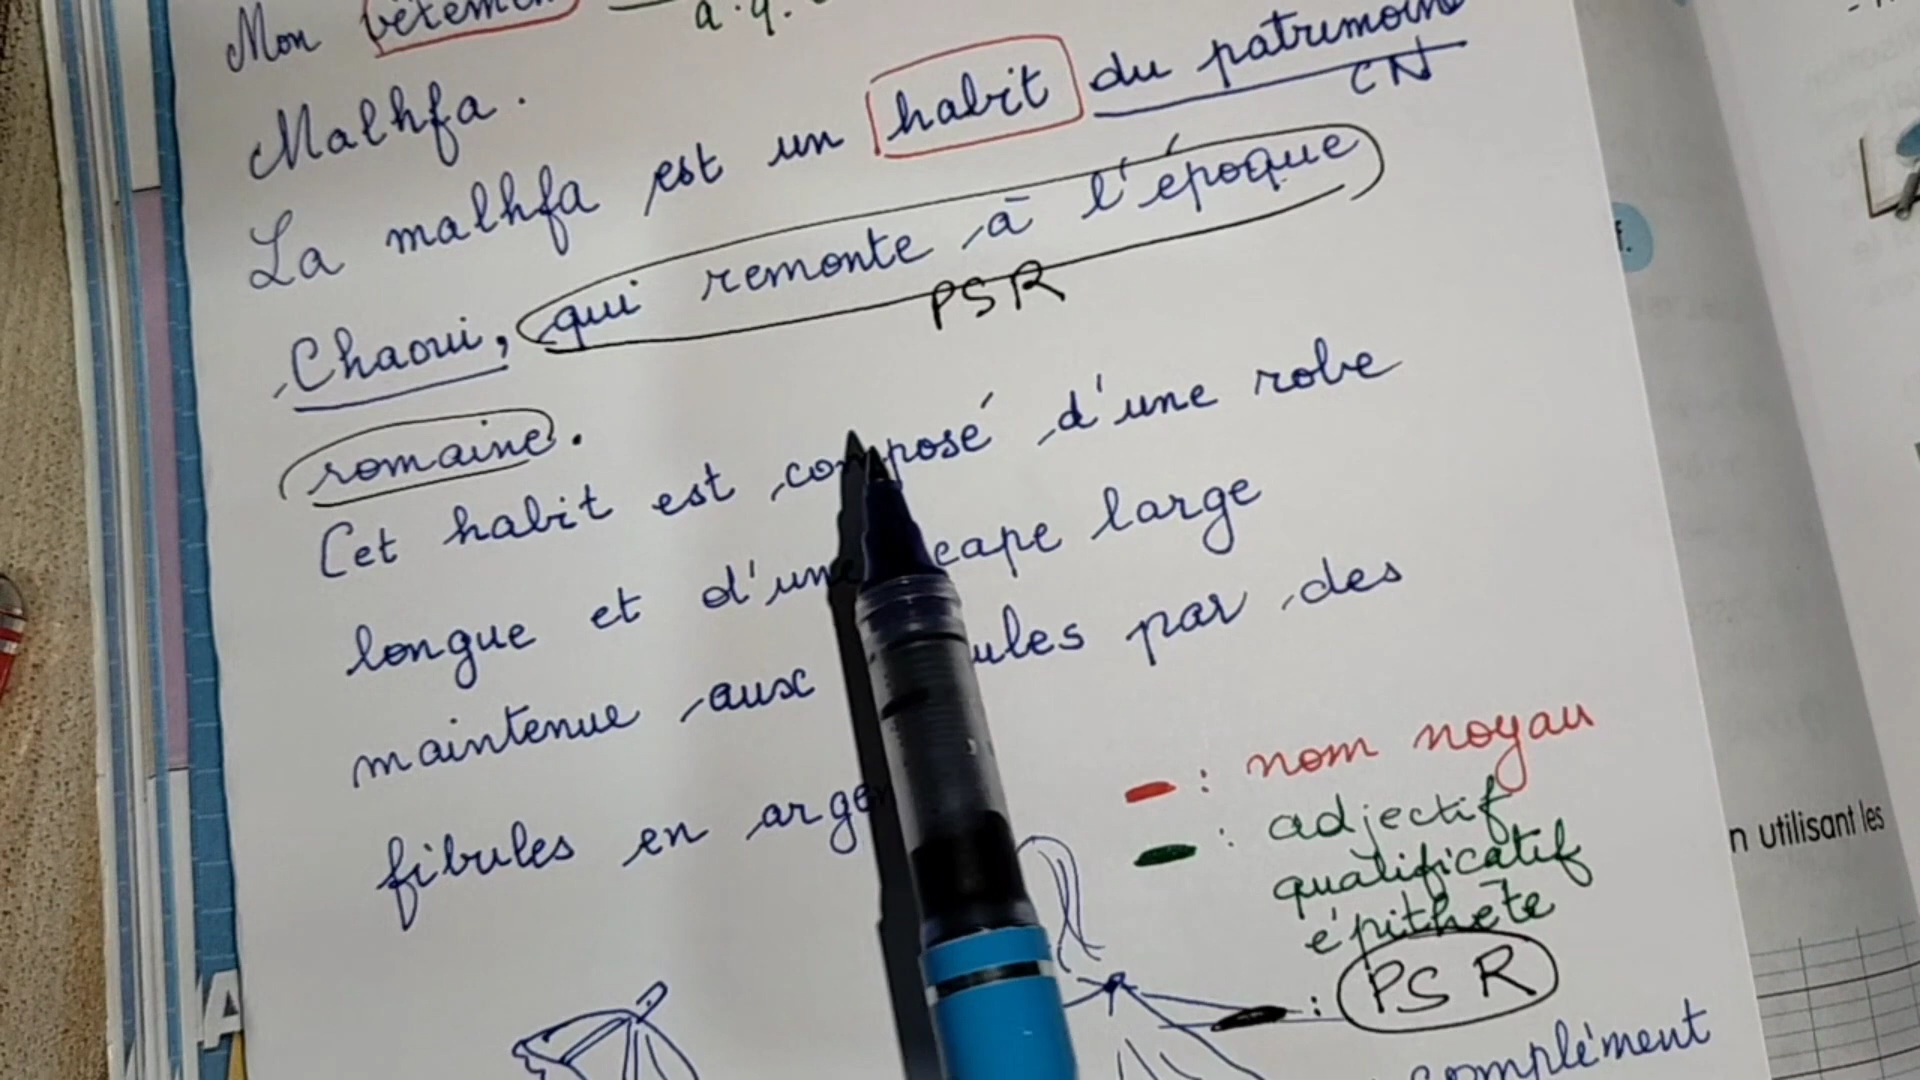 Mon vêtemen
a.q.
Malhfa.
La malhfa est un habit du patrimoine
CN
Chaoui, qui remonte à l'époque
PSR
romaine.
Cet habit est composé d'une robe
longue et d'une cape large
maintenue aux ules par des
fibules en arge
: nom noyau
: adjectif
qualificatif
épithète
: PSR
complément
f.
n utilisant les
A